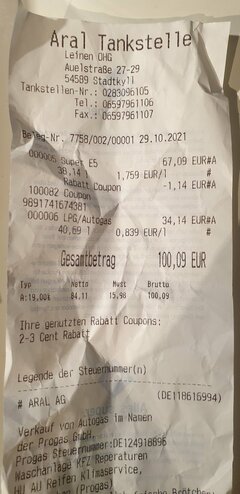 Aral Tankstelle
Leinen OHG
Auelstraße 27-29
54589 Stadtkyll
Tankstellen-Nr.: 0283096105
Tel.: 06597961106
Fax.: 06597961107
Beleg-Nr. 7758/002/00001 29.10.2021
000005 Super E5 67,09 EUR#A
38,14 l 1,759 EUR/l #
Rabatt Coupon -1,14 EUR#A
100082 Coupon
9891741674381
000006 LPG/Autogas 34,14 EUR#A
40,69 l 0,839 EUR/l #
Gesamtbetrag 100,09 EUR
Typ Netto Mwst Brutto
A:19,00% 84,11 15,98 100,09
Ihre genutzten Rabatt Coupons:
2-3 Cent Rabatt
Legende der Steuernummer(n)
# ARAL AG (DE118616994)
Verkauf von Autogas im Namen
der Progas GmbH,
Progas Steuernummer:DE124918896
Waschanlage KFZ Reperaturen
HU AU Reifen Klimaservice,
(Progas)